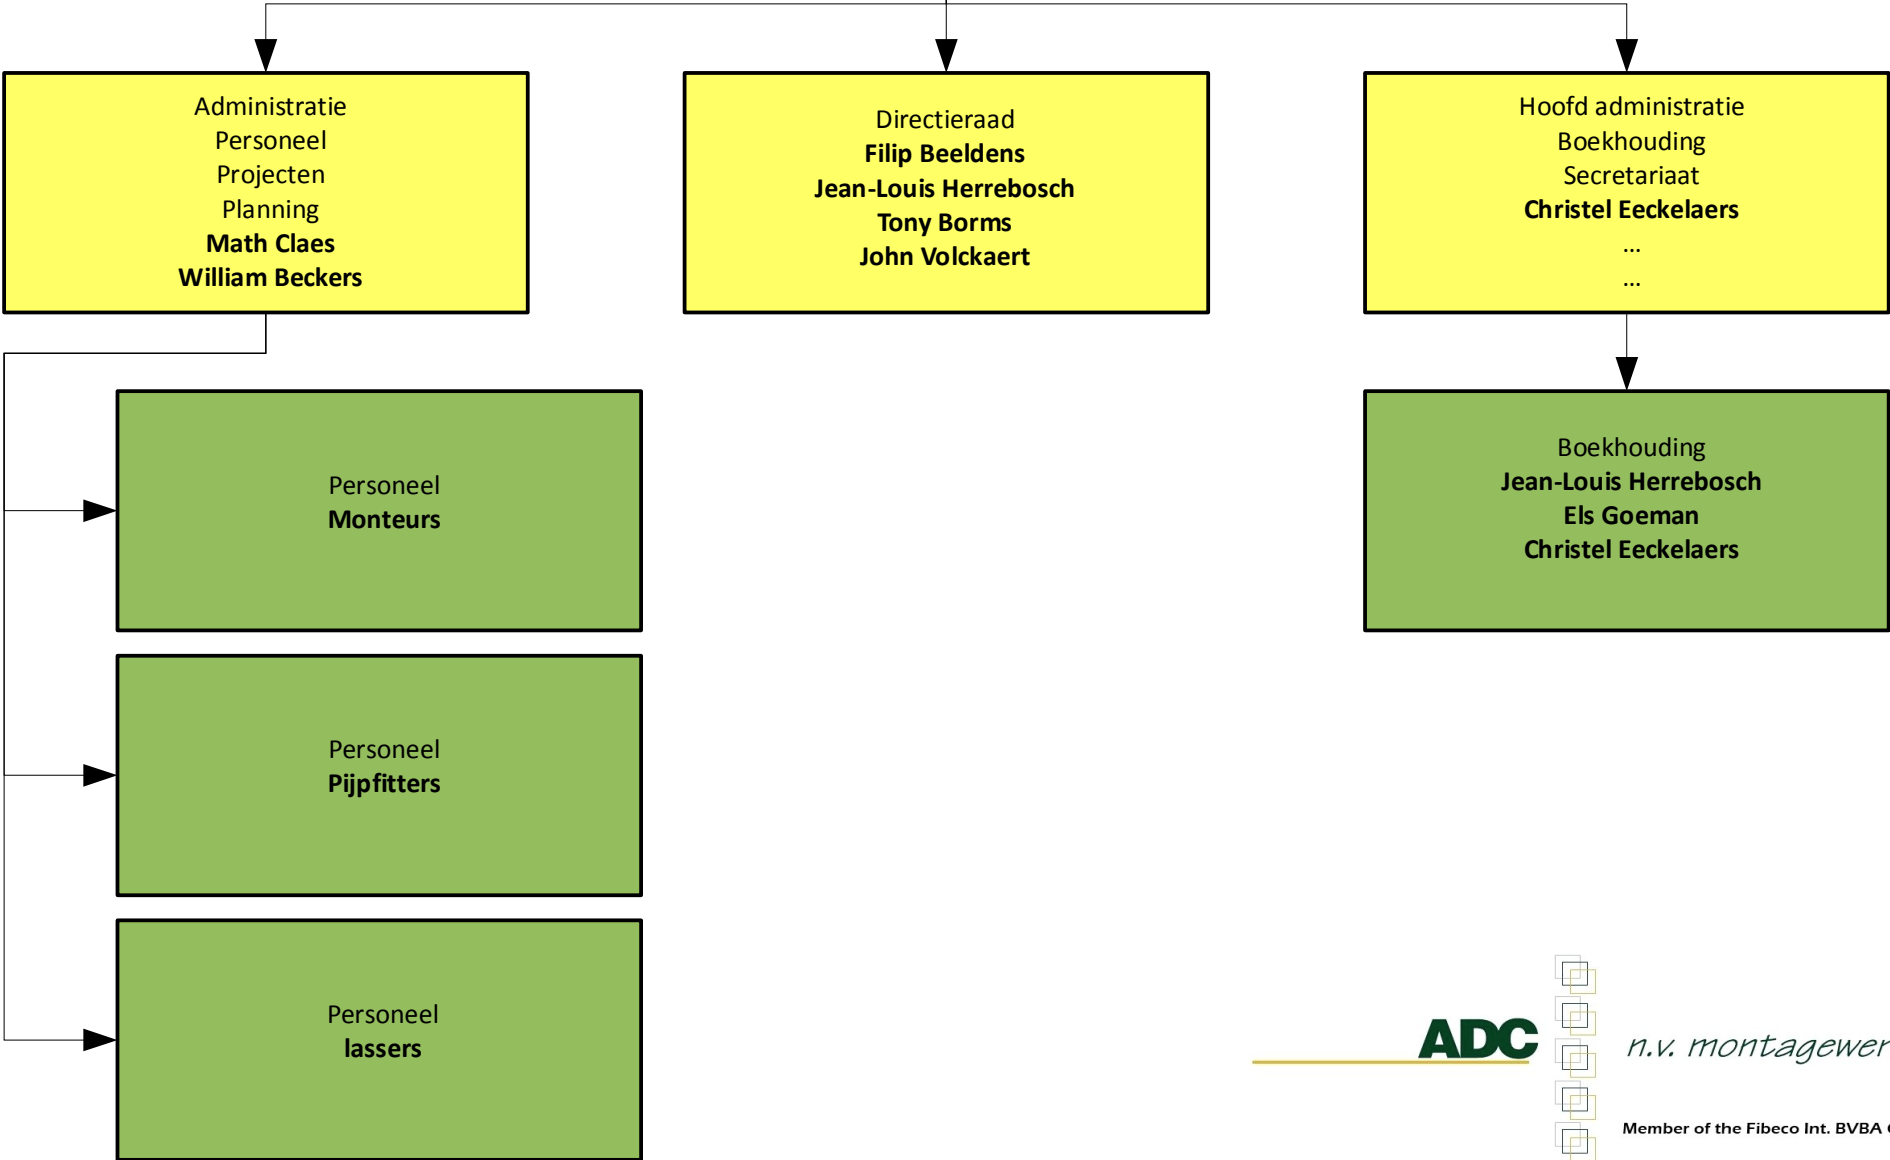 Administratie
Personeel
Projecten
Planning
Math Claes
William Beckers
Directieraad
Filip Beeldens
Jean-Louis Herrebosch
Tony Borms
John Volckaert
Hoofd administratie
Boekhouding
Secretariaat
Christel Eeckelaers
...
...
Personeel
Monteurs
Boekhouding
Jean-Louis Herrebosch
Els Goeman
Christel Eeckelaers
Personeel
Pijpfitters
Personeel
lassers
ADC
n.v. montagewer
Member of the Fibeco Int. BVBA